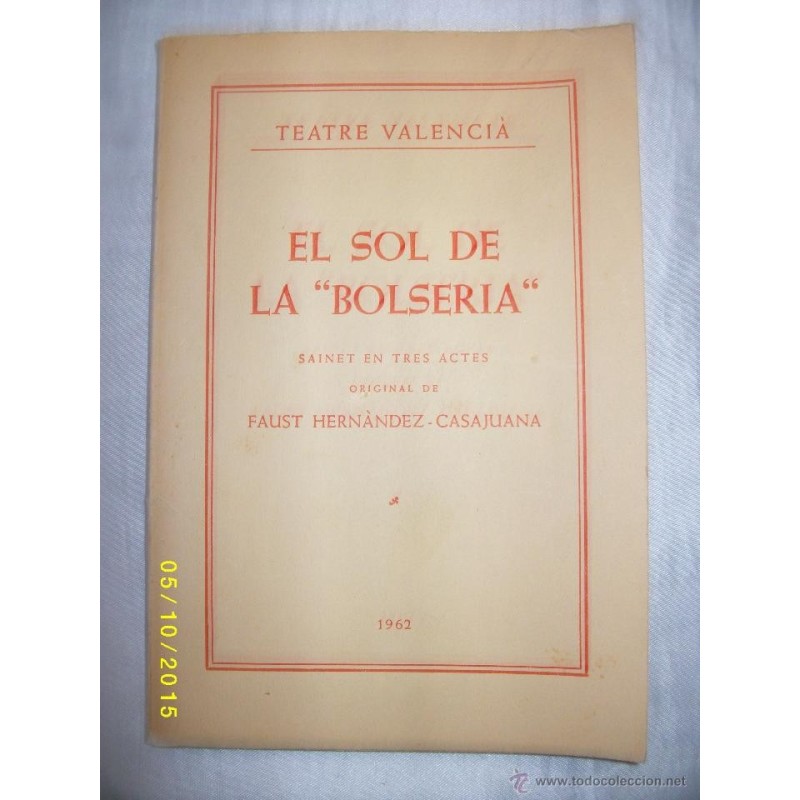 TEATRE VALENCIÀ
EL SOL DE
LA "BOLSERIA"
SAINET EN TRES ACTES
ORIGINAL DE
FAUST HERNÀNDEZ-CASAJUANA
1962
05/10/2015
© www.todocoleccion.net